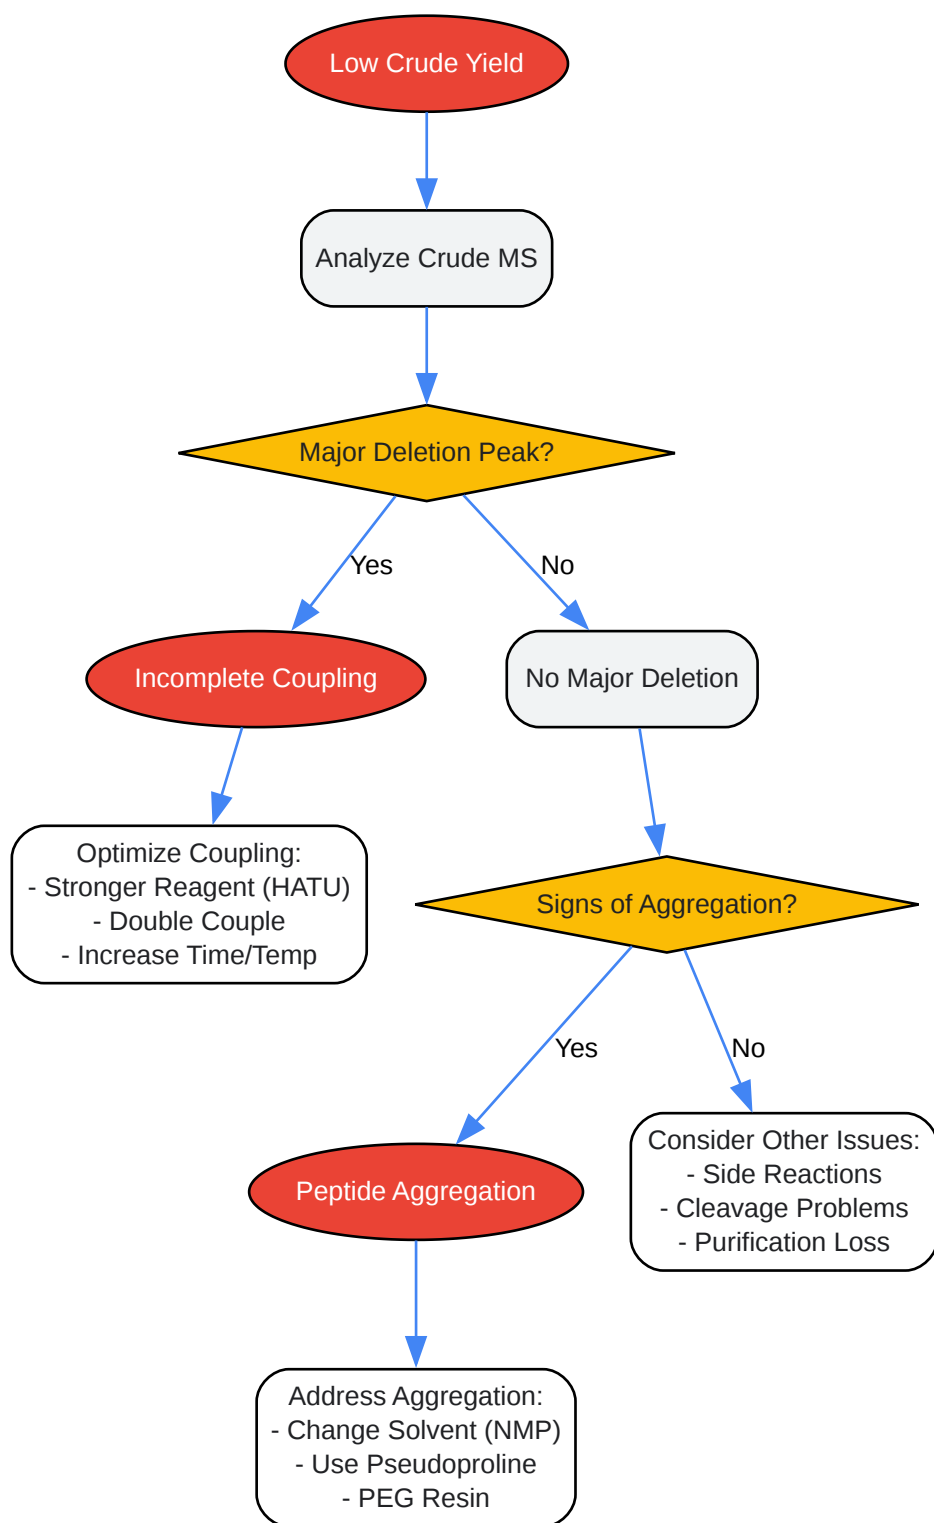 Low Crude Yield
Analyze Crude MS
Major Deletion Peak?
Yes
No
Incomplete Coupling
No Major Deletion
Optimize Coupling:
- Stronger Reagent (HATU)
- Double Couple
- Increase Time/Temp
Signs of Aggregation?
Yes
No
Peptide Aggregation
Consider Other Issues:
- Side Reactions
- Cleavage Problems
- Purification Loss
Address Aggregation:
- Change Solvent (NMP)
- Use Pseudoproline
- PEG Resin